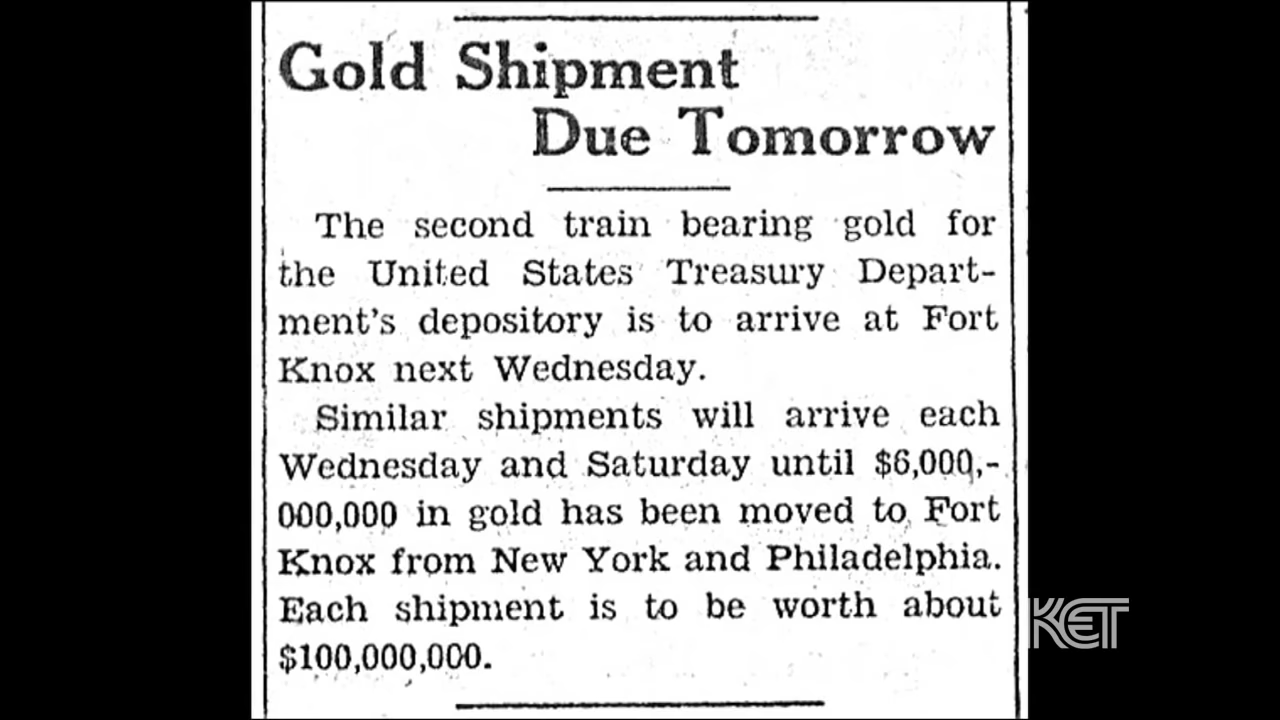 Gold Shipment
Due Tomorrow
The second train bearing gold for
the United States Treasury Depart-
ment's depository is to arrive at Fort
Knox next Wednesday.
Similar shipments will arrive each
Wednesday and Saturday until $6,000,-
000,000 in gold has been moved to Fort
Knox from New York and Philadelphia.
Each shipment is to be worth about
$100,000,000.
KET